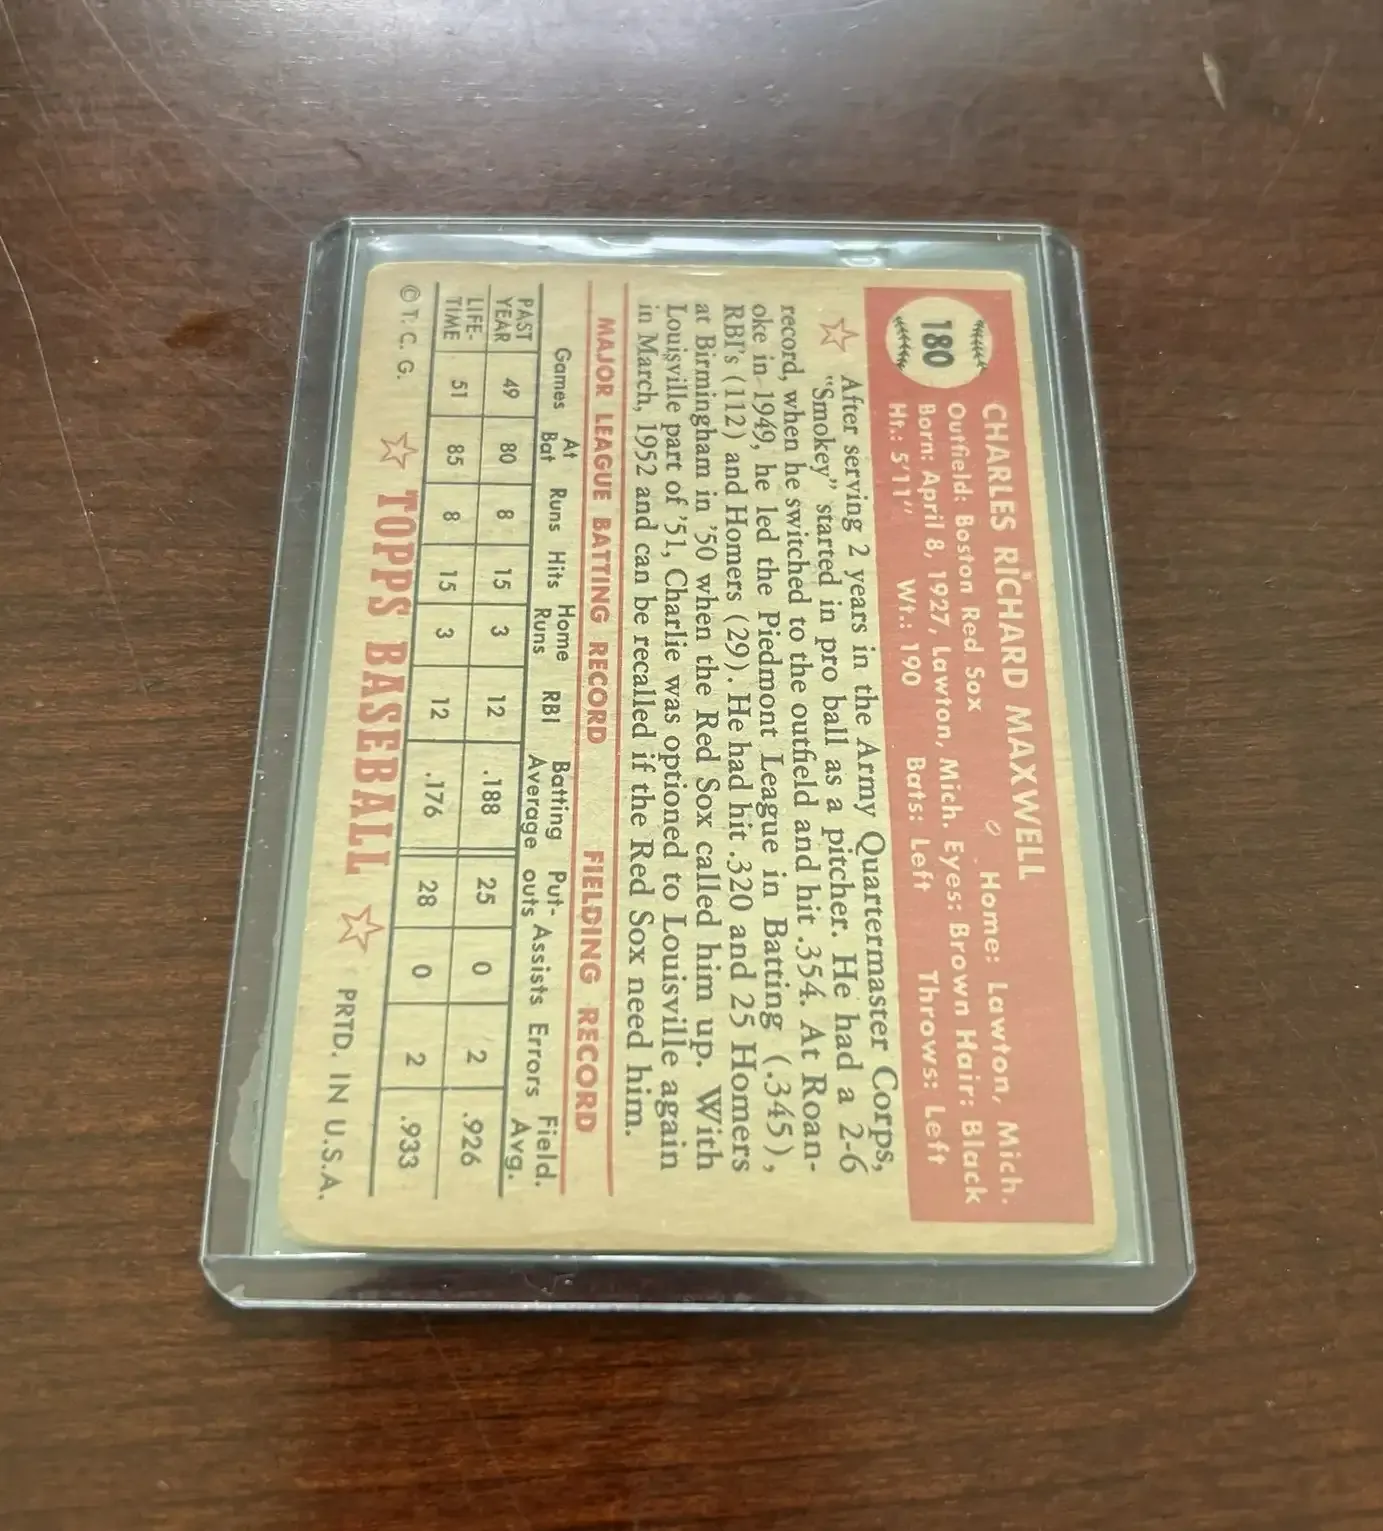 180
CHARLES RICHARD MAXWELL Home: Lawton, Mich.
Outfield: Boston Red Sox
Born: April 8, 1927, Lawton, Mich. Eyes: Brown Hair: Black
Ht.: 5'11" Wt.: 190 Bats: Left Throws: Left
After serving 2 years in the Army Quartermaster Corps,
"Smokey" started in pro ball as a pitcher. He had a 2-6
record, when he switched to the outfield and hit .354. At Roan-
oke in 1949, he led the Piedmont League in Batting (.345),
RBI's (112) and Homers (29). He had hit .320 and 25 Homers
at Birmingham in '50 when the Red Sox called him up. With
Louisville part of '51, Charlie was optioned to Louisville again
in March, 1952 and can be recalled if the Red Sox need him.
MAJOR LEAGUE BATTING RECORD FIELDING RECORD
Games At Bat Runs Hits Home Runs RBI Batting Average Put-outs Assists Errors Field. Avg.
PAST YEAR 49 80 8 15 3 12 .188 25 0 2 .926
LIFE-TIME 51 85 8 15 3 12 .176 28 0 2 .933
© T. C. G. TOPPS BASEBALL PRTD. IN U.S.A.